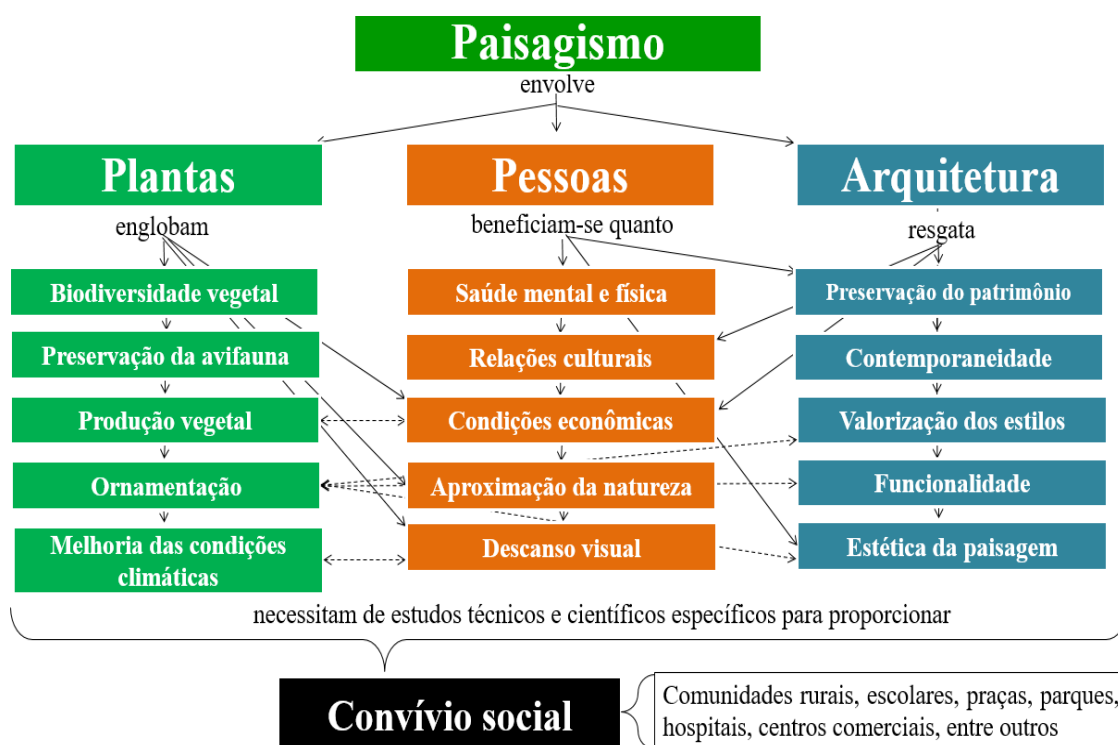 Paisagismo
envolve
Plantas
Pessoas
Arquitetura
englobam
beneficiam-se quanto
resgata
Biodiversidade vegetal
Saúde mental e física
Preservação do patrimônio
Preservação da avifauna
Relações culturais
Contemporaneidade
Produção vegetal
Condições econômicas
Valorização dos estilos
Ornamentação
Aproximação da natureza
Funcionalidade
Melhoria das condições
climáticas
Descanso visual
Estética da paisagem
necessitam de estudos técnicos e científicos específicos para proporcionar
Convívio social
Comunidades rurais, escolares, praças, parques,
hospitais, centros comerciais, entre outros